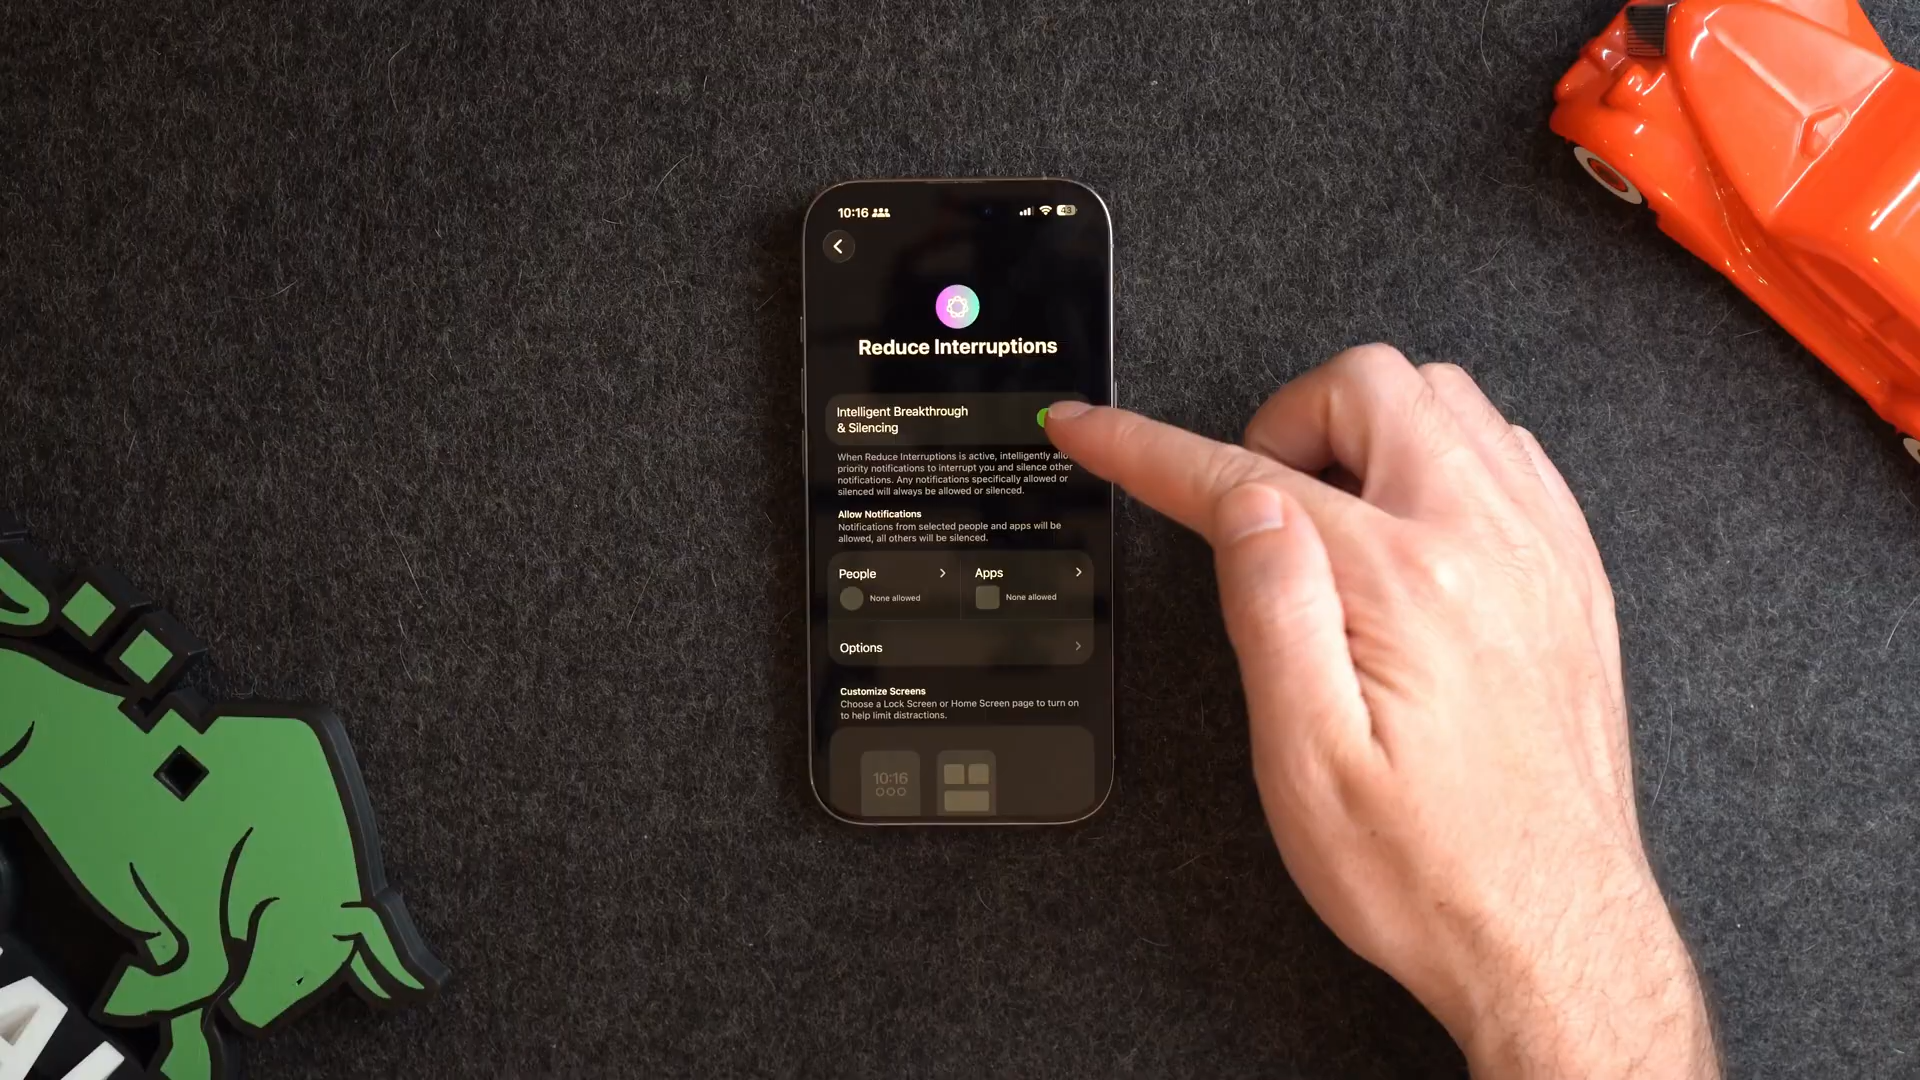 10:16
43
Reduce Interruptions
Intelligent Breakthrough
& Silencing
When Reduce Interruptions is active, intelligently
priority notifications to interrupt you and silence other
notifications. Any notifications specifically allowed or
silenced will always be allowed or silenced.
Allow Notifications
Notifications from selected people and apps will be
allowed, all others will be silenced.
People
Apps
None allowed
None allowed
Options
Customize Screens
Choose a Lock Screen or Home Screen page to turn on
to help limit distractions.
10:16